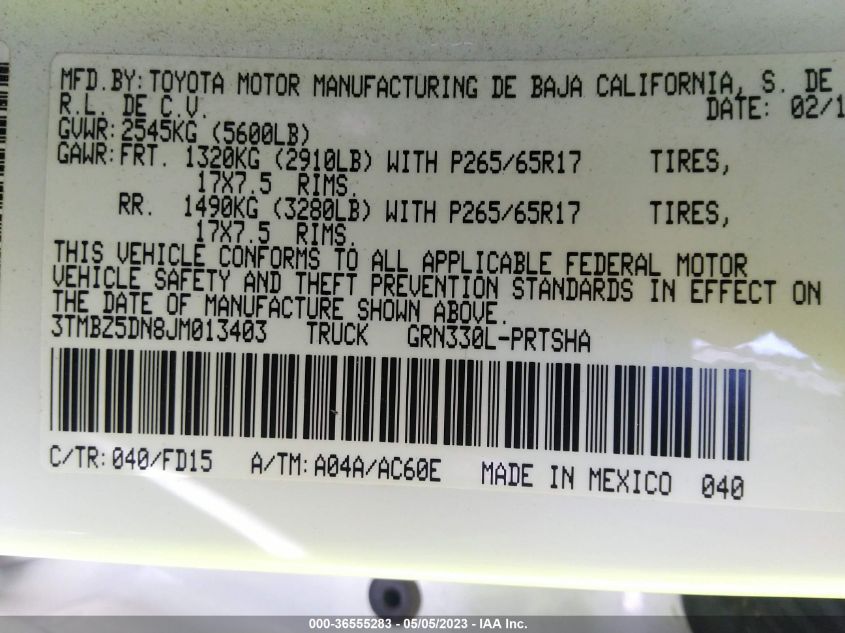 MFD.BY:TOYOTA MOTOR MANUFACTURING DE BAJA CALIFORNIA, S. DE
R.L. DE C.V. DATE: 02/1
GVWR:2545KG (5600LB)
GAWR:FRT. 1320KG (2910LB) WITH P265/65R17 TIRES,
17X7.5 RIMS.
RR. 1490KG (3280LB) WITH P265/65R17 TIRES,
17X7.5 RIMS.
THIS VEHICLE CONFORMS TO ALL APPLICABLE FEDERAL MOTOR
VEHICLE SAFETY AND THEFT PREVENTION STANDARDS IN EFFECT ON
THE DATE OF MANUFACTURE SHOWN ABOVE.
3TMBZ5DN8JM013403 TRUCK GRN330L-PRTSHA
C/TR:040/FD15 A/TM:A04A/AC60E MADE IN MEXICO 040
000-36555283 - 05/05/2023 - IAA Inc.